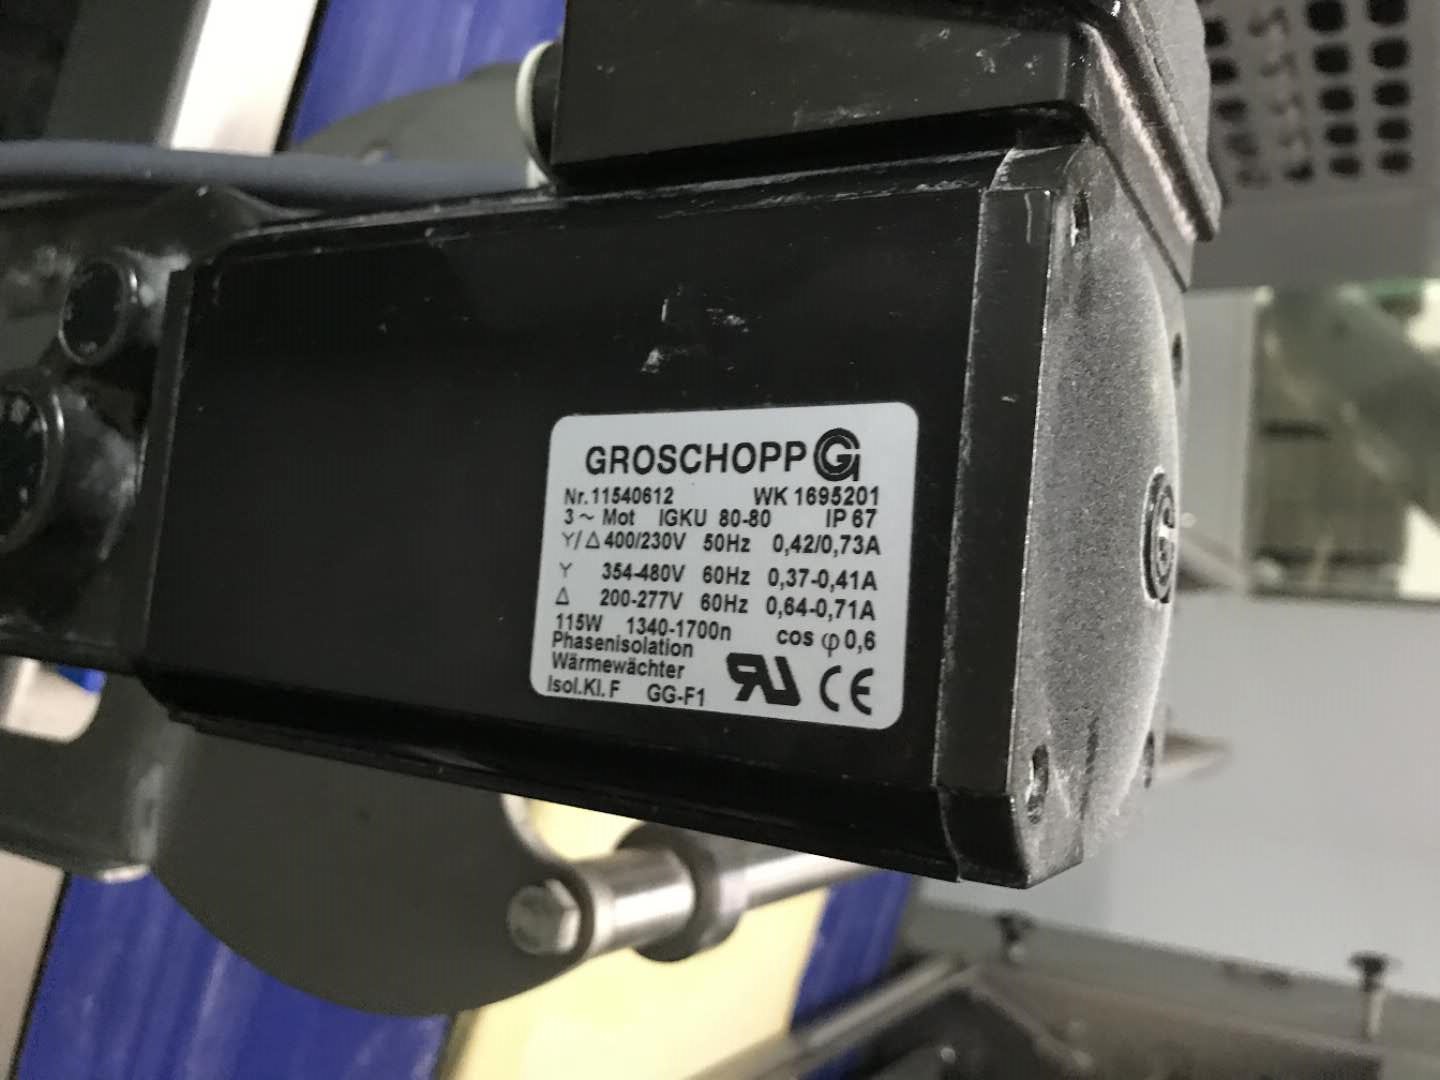 GROSCHOPP G
Nr.11540612 WK 1695201
3 ~ Mot IGKU 80-80 IP 67
Y/Δ 400/230V 50Hz 0,42/0,73A
Y 354-480V 60Hz 0,37-0,41A
Δ 200-277V 60Hz 0,64-0,71A
115W 1340-1700n cos φ 0,6
Phasenisolation
Wärmewächter
Isol.Kl. F GG-F1 RU CE
G